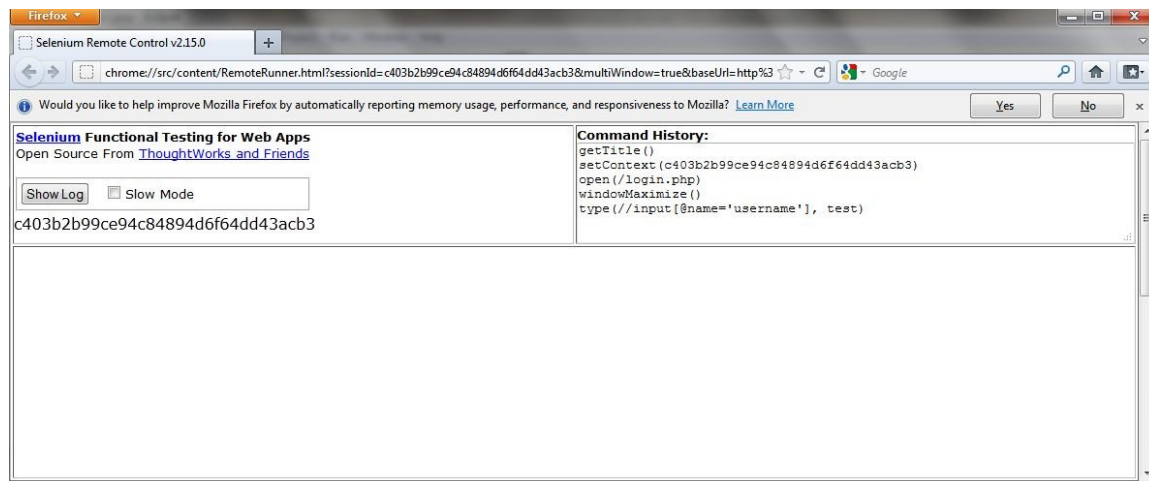 Firefox
Selenium Remote Control v2.15.0
chrome://src/content/RemoteRunner.html?sessionId=c403b2b99ce94c84894d6f64dd43acb3&multiWindow=true&baseUrl=http%3
Google
Would you like to help improve Mozilla Firefox by automatically reporting memory usage, performance, and responsiveness to Mozilla? Learn More
Yes
No
Selenium Functional Testing for Web Apps
Open Source From ThoughtWorks and Friends
Show Log
Slow Mode
c403b2b99ce94c84894d6f64dd43acb3
Command History:
getTitle()
setContext(c403b2b99ce94c84894d6f64dd43acb3)
open(/login.php)
windowMaximize()
type(//input[@name='username'], test)